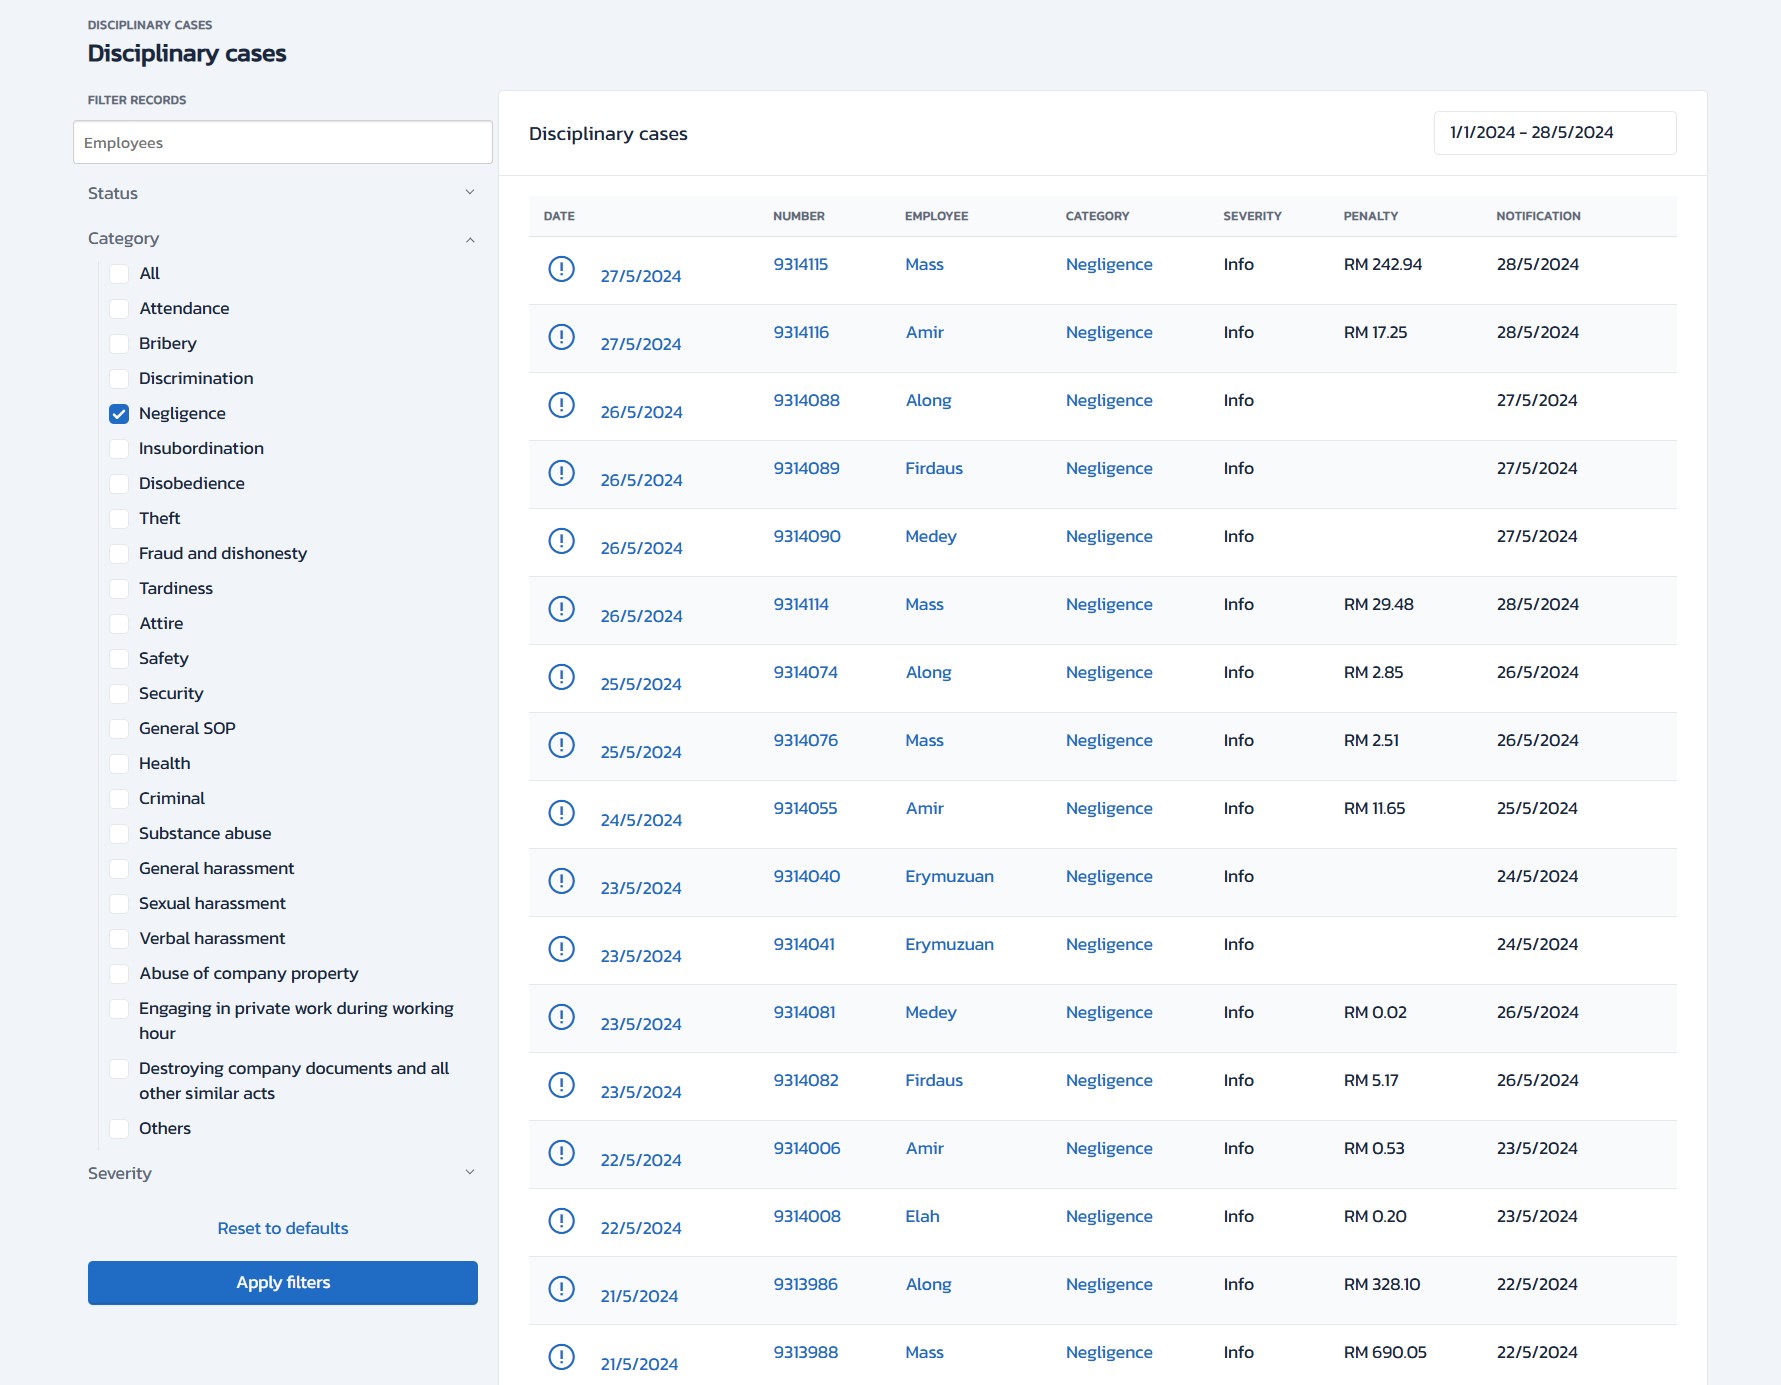 DISCIPLINARY CASES
Disciplinary cases
FILTER RECORDS
Employees
Status
Category
All
Attendance
Bribery
Discrimination
Negligence
Insubordination
Disobedience
Theft
Fraud and dishonesty
Tardiness
Attire
Safety
Security
General SOP
Health
Criminal
Substance abuse
General harassment
Sexual harassment
Verbal harassment
Abuse of company property
Engaging in private work during working
hour
Destroying company documents and all
other similar acts
Others
Severity
Reset to defaults
Apply filters
Disciplinary cases 1/1/2024 - 28/5/2024
DATE NUMBER EMPLOYEE CATEGORY SEVERITY PENALTY NOTIFICATION
27/5/2024 9314115 Mass Negligence Info RM 242.94 28/5/2024
27/5/2024 9314116 Amir Negligence Info RM 17.25 28/5/2024
26/5/2024 9314088 Along Negligence Info 27/5/2024
26/5/2024 9314089 Firdaus Negligence Info 27/5/2024
26/5/2024 9314090 Medey Negligence Info 27/5/2024
26/5/2024 9314114 Mass Negligence Info RM 29.48 28/5/2024
25/5/2024 9314074 Along Negligence Info RM 2.85 26/5/2024
25/5/2024 9314076 Mass Negligence Info RM 2.51 26/5/2024
24/5/2024 9314055 Amir Negligence Info RM 11.65 25/5/2024
23/5/2024 9314040 Erymuzuan Negligence Info 24/5/2024
23/5/2024 9314041 Erymuzuan Negligence Info 24/5/2024
23/5/2024 9314081 Medey Negligence Info RM 0.02 26/5/2024
23/5/2024 9314082 Firdaus Negligence Info RM 5.17 26/5/2024
22/5/2024 9314006 Amir Negligence Info RM 0.53 23/5/2024
22/5/2024 9314008 Elah Negligence Info RM 0.20 23/5/2024
21/5/2024 9313986 Along Negligence Info RM 328.10 22/5/2024
21/5/2024 9313988 Mass Negligence Info RM 690.05 22/5/2024